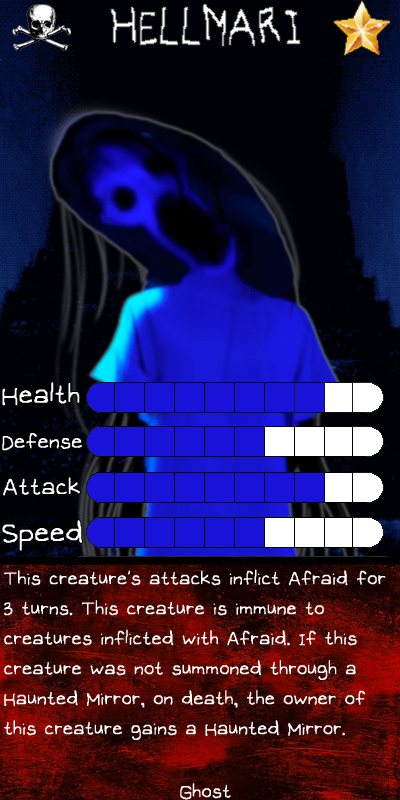 HELLMARI
Health
Defense
Attack
Speed
This creature's attacks inflict Afraid for
3 turns. This creature is immune to
creatures inflicted with Afraid. If this
creature was not summoned through a
Haunted Mirror, on death, the owner of
this creature gains a Haunted Mirror.
Ghost